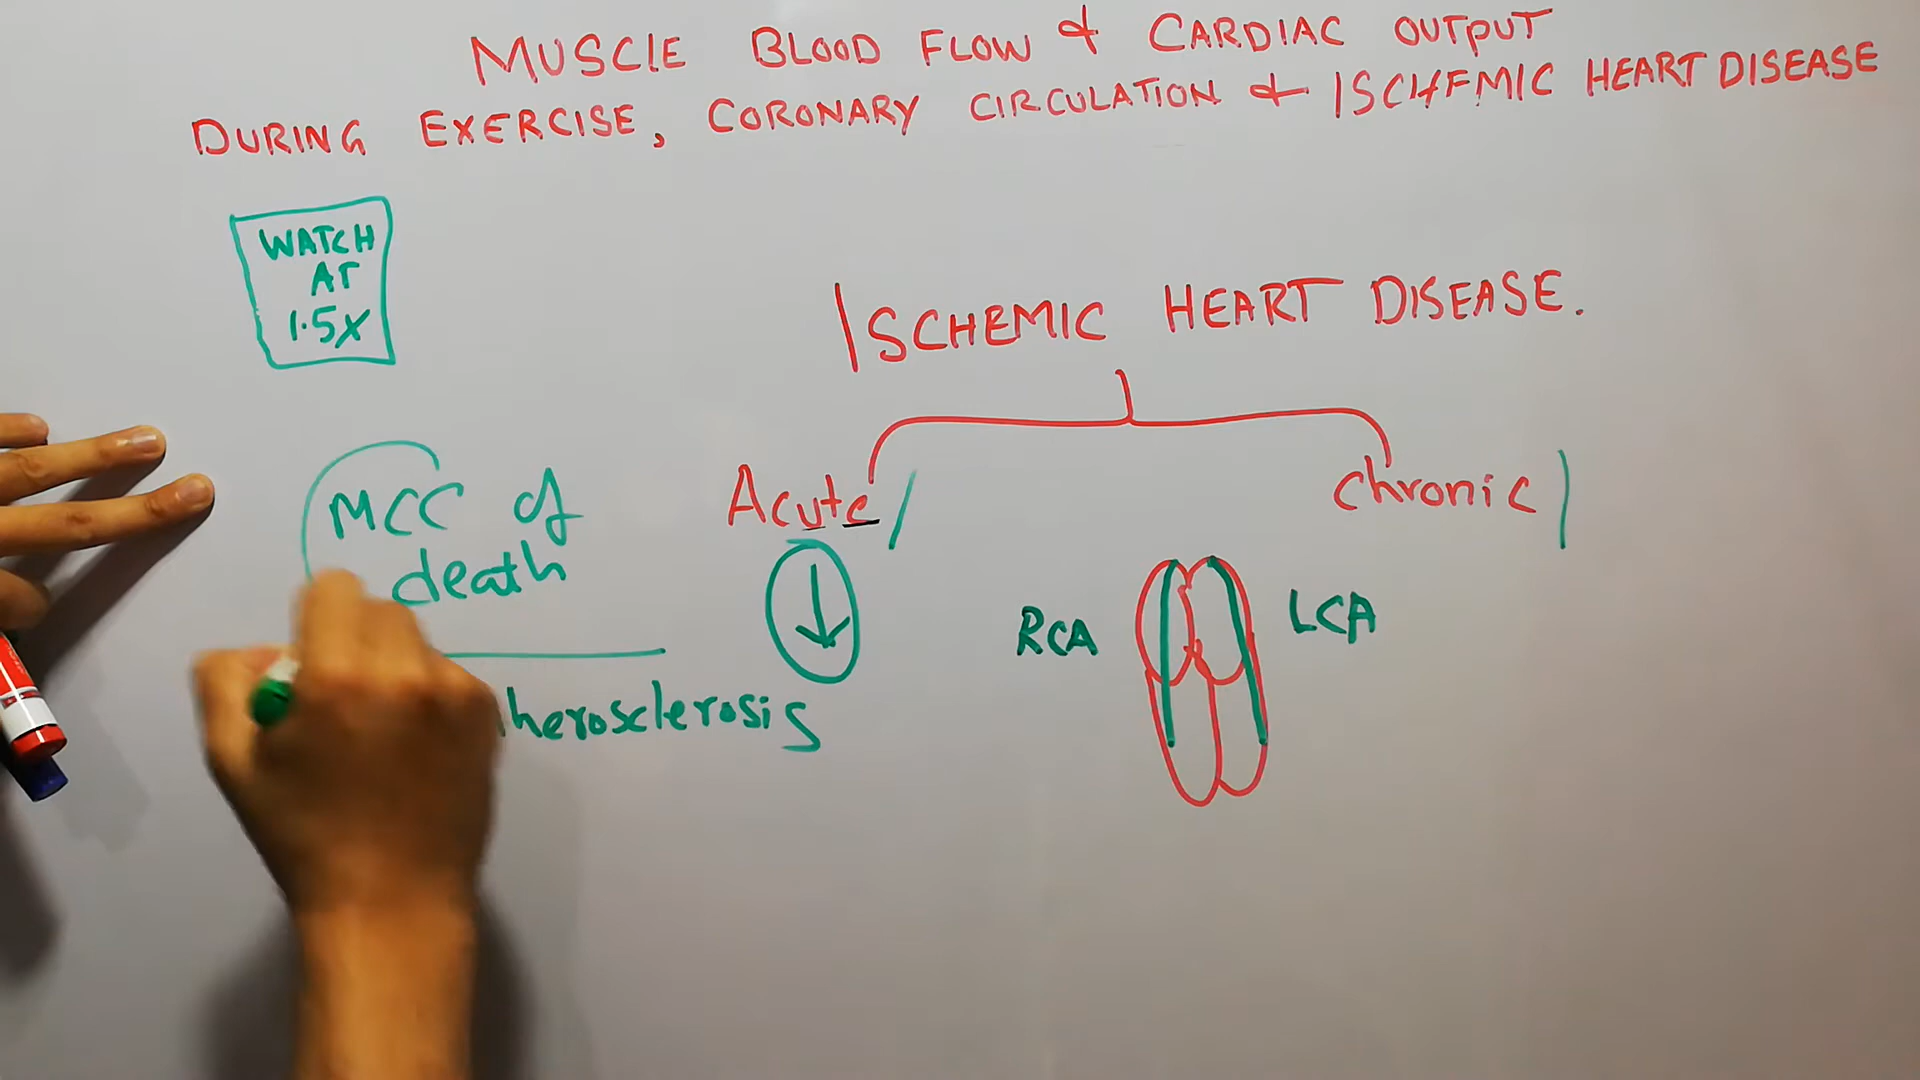 MUSCLE BLOOD FLOW & CARDIAC OUTPUT
DURING EXERCISE, CORONARY CIRCULATION & ISCHEMIC HEART DISEASE
WATCH
AT
1.5X
ISCHEMIC HEART DISEASE.
Acute
chronic
MCC of
death
RCA
LCA
herosclerosis